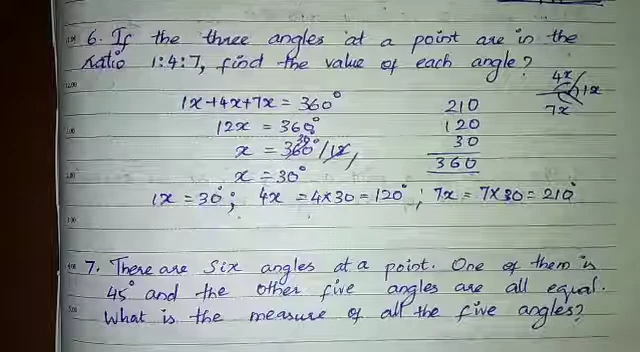 6. If the three angles at a point are in the
ratio 1:4:7, find the value of each angle?
4x
1x
7x
1x+4x+7x = 360°
210
12x = 360°
120
x = 360°/12,
30
30
x = 30°
360
1x = 30°; 4x = 4×30 = 120°; 7x = 7×30 = 210°
7. There are Six angles at a point. One of them is
45° and the other five angles are all equal.
What is the measure of all the five angles?